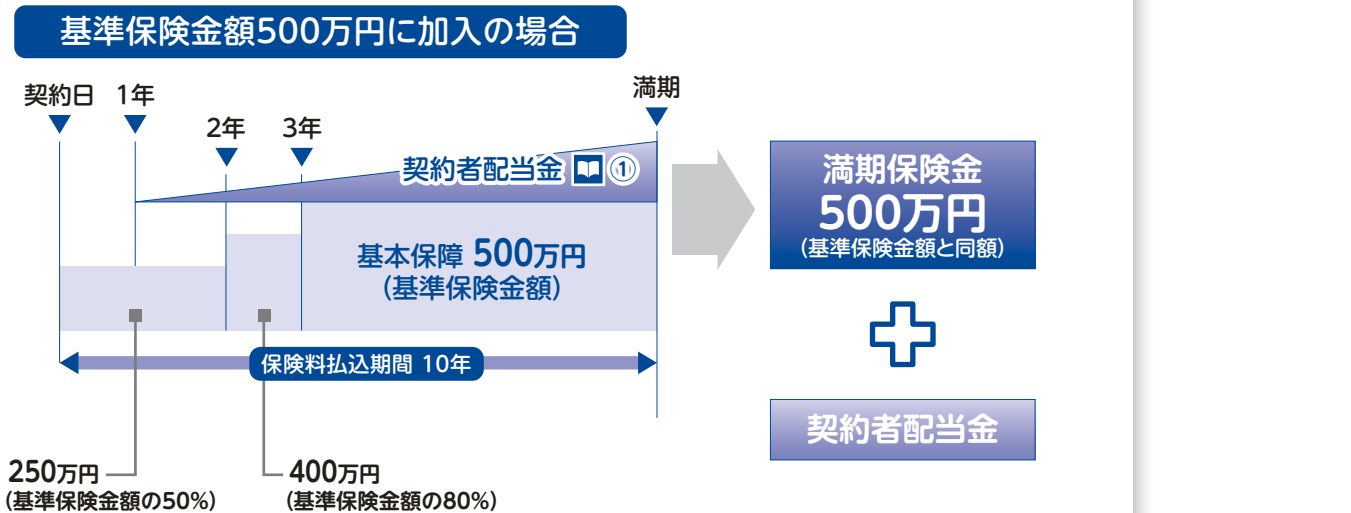 基準保険金額500万円に加入の場合
契約日
1年
2年
3年
満期
契約者配当金 ①
基本保障 500万円
(基準保険金額)
保険料払込期間 10年
250万円
(基準保険金額の50%)
400万円
(基準保険金額の80%)
満期保険金
500万円
(基準保険金額と同額)
契約者配当金